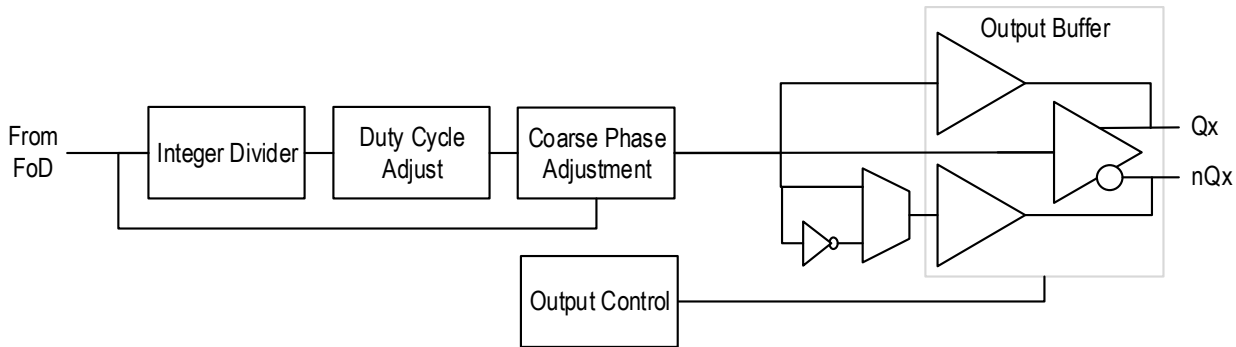 Output Buffer
From
FoD
Integer Divider
Duty Cycle
Adjust
Coarse Phase
Adjustment
Qx
nQx
Output Control